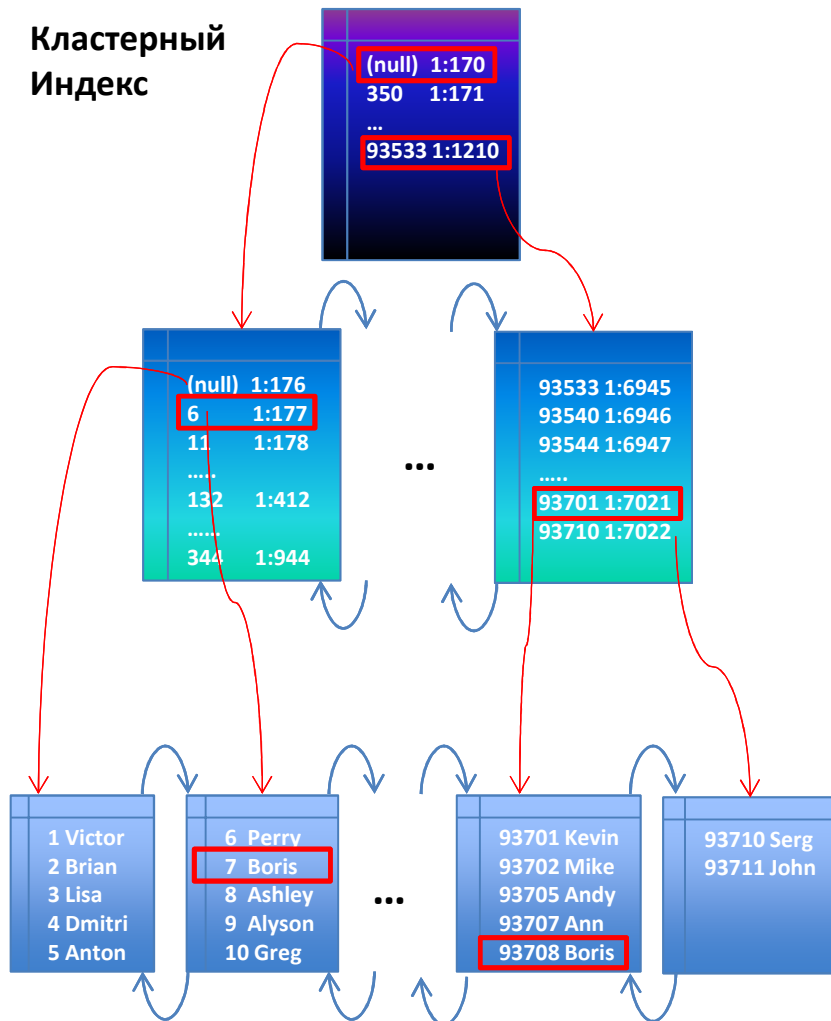 Кластерный
Индекс
(null) 1:170
350 1:171
...
93533 1:1210
(null) 1:176
6 1:177
11 1:178
.....
132 1:412
......
344 1:944
...
93533 1:6945
93540 1:6946
93544 1:6947
.....
93701 1:7021
93710 1:7022
1 Victor
2 Brian
3 Lisa
4 Dmitri
5 Anton
6 Perry
7 Boris
8 Ashley
9 Alyson
10 Greg
...
93701 Kevin
93702 Mike
93705 Andy
93707 Ann
93708 Boris
93710 Serg
93711 John